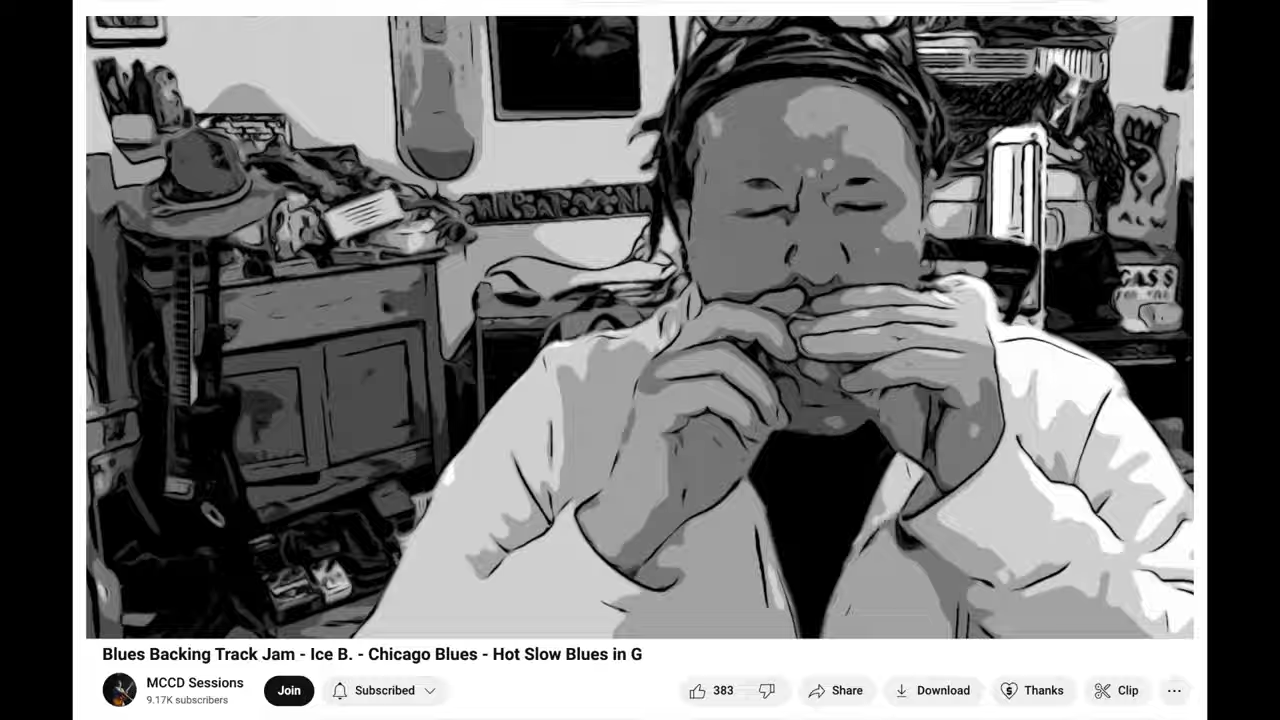 Blues Backing Track Jam - Ice B. - Chicago Blues - Hot Slow Blues in G
MCCD Sessions
9.17K subscribers
Join
Subscribed
383
Share
Download
Thanks
Clip